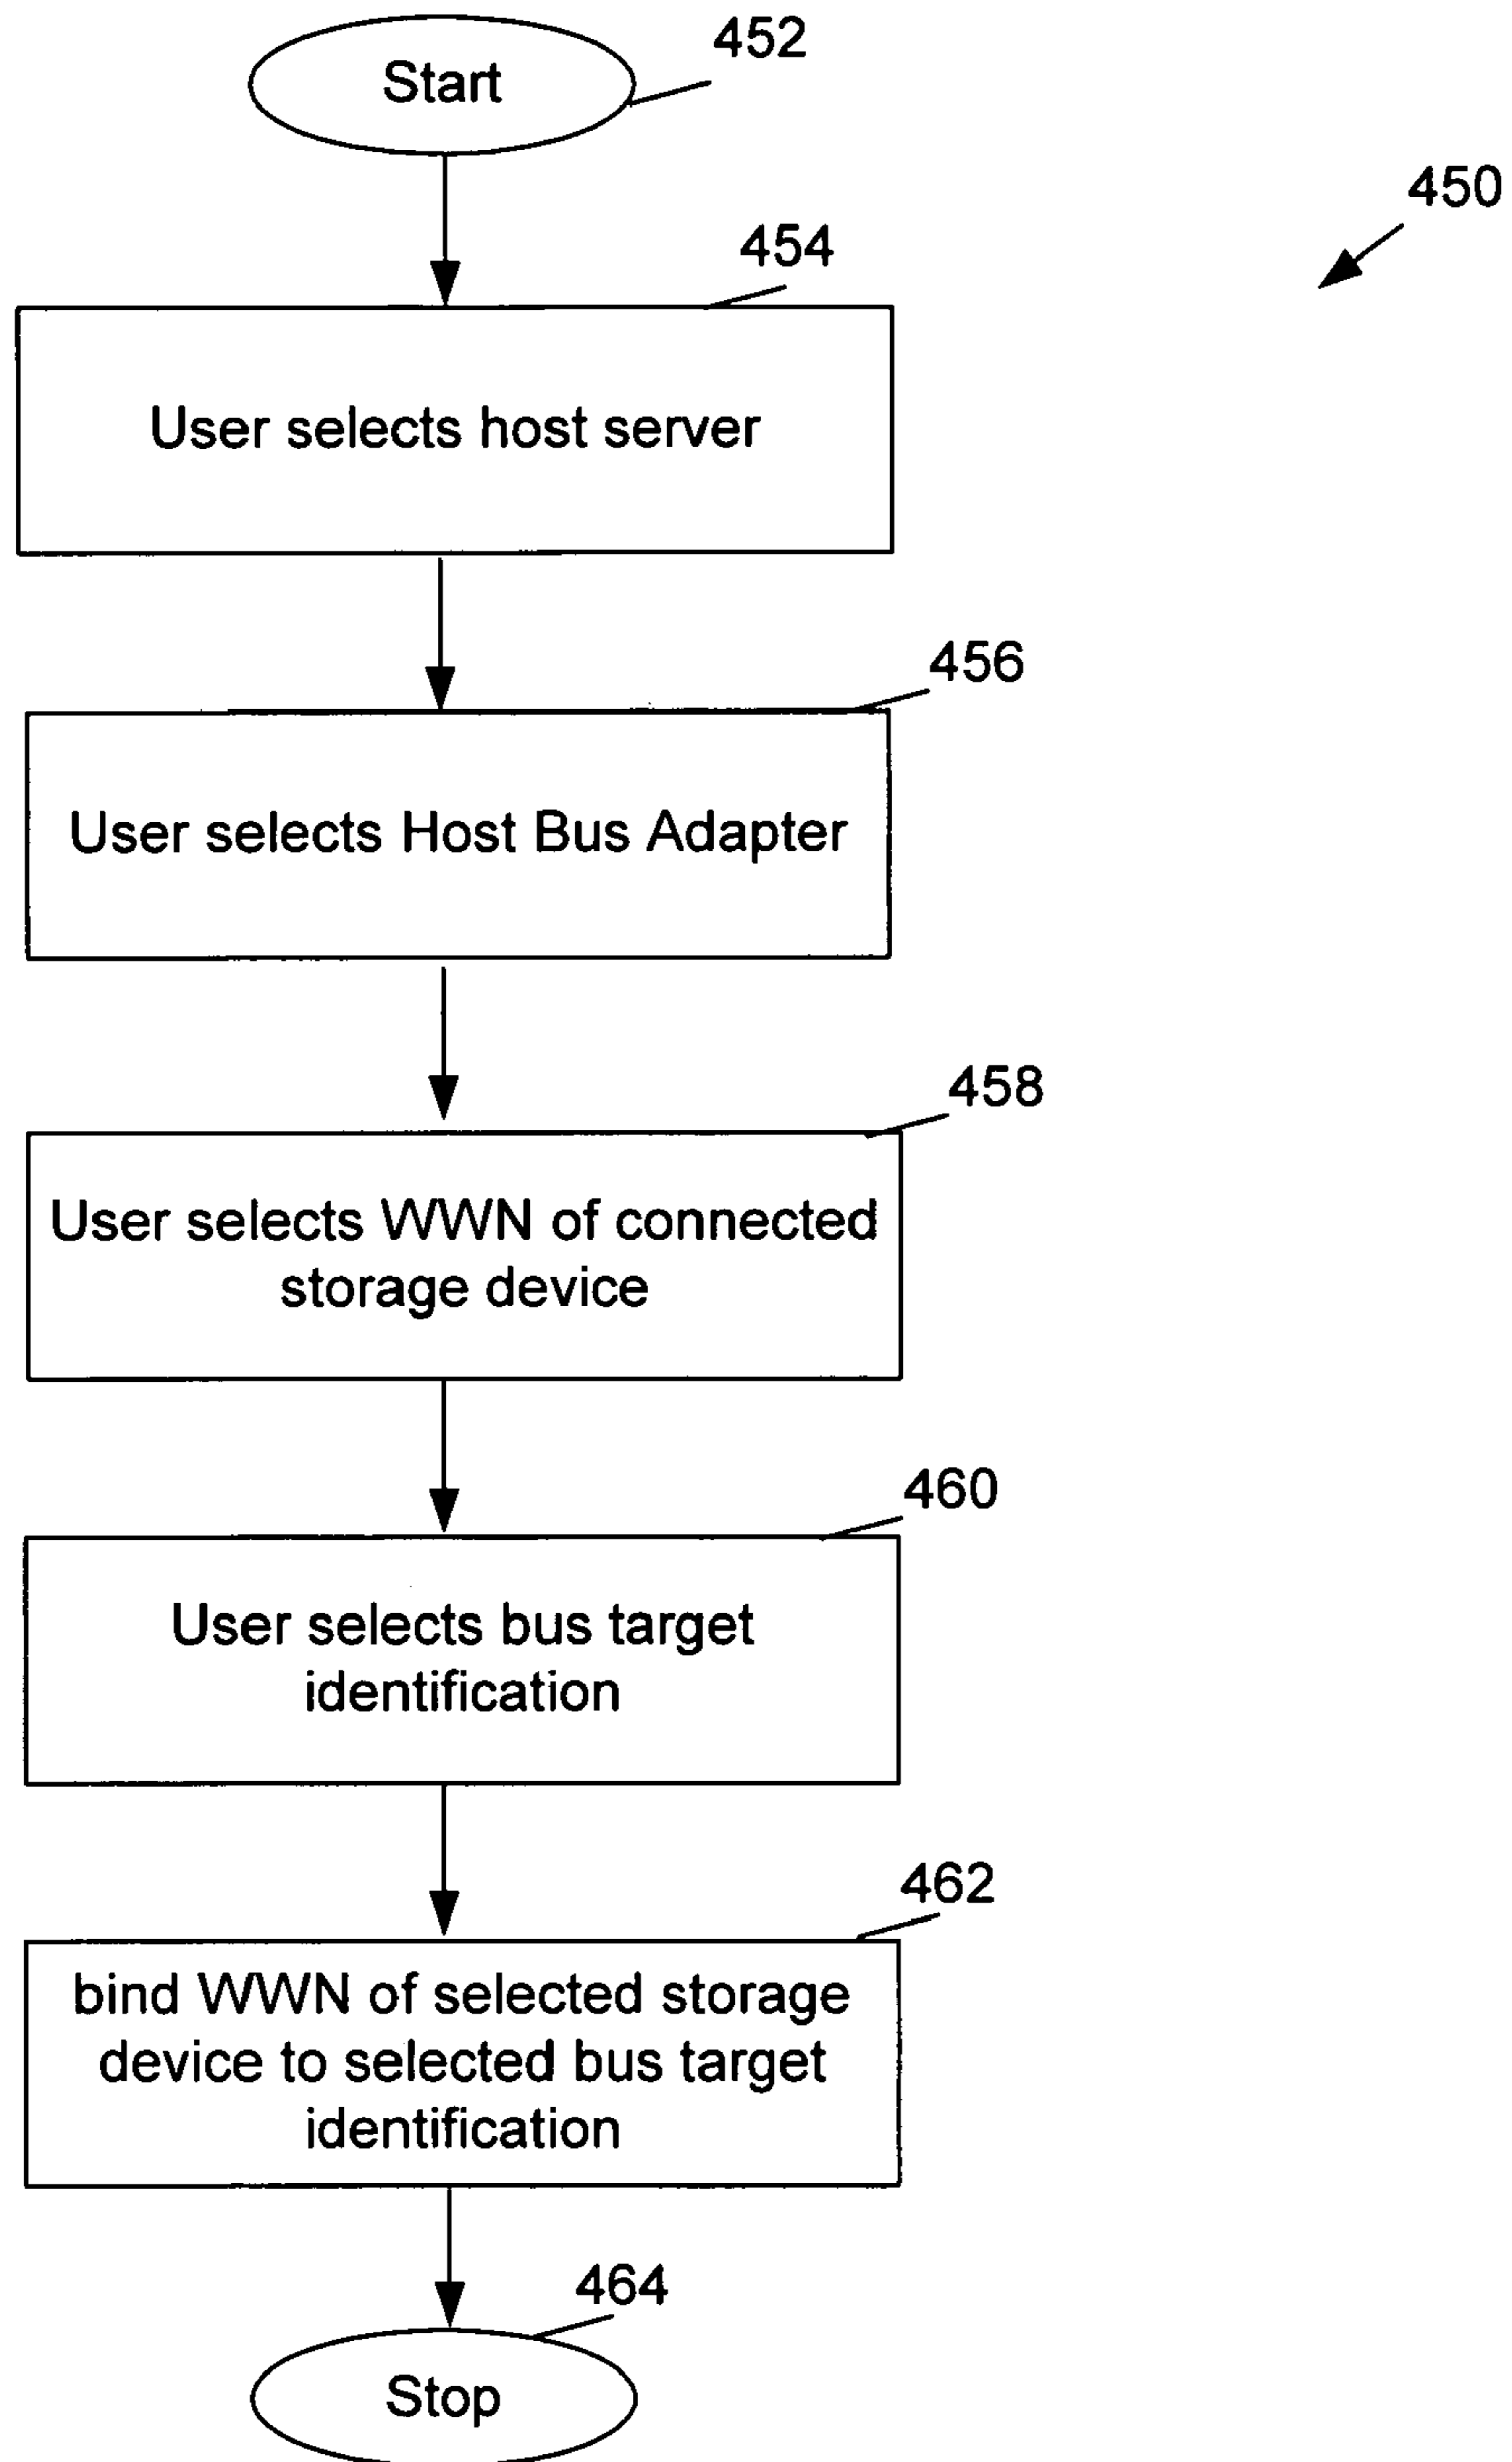 452
Start
450
454
User selects host server
456
User selects Host Bus Adapter
458
User selects WWN of connected
storage device
460
User selects bus target
identification
462
bind WWN of selected storage
device to selected bus target
identification
464
Stop